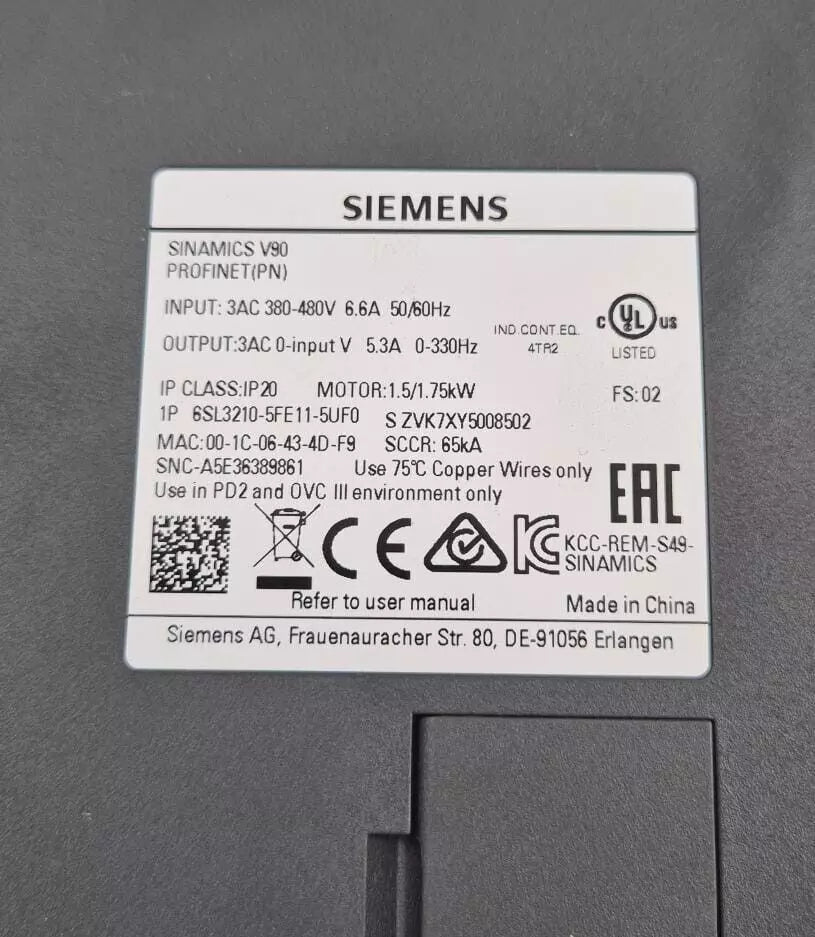 SIEMENS
SINAMICS V90
PROFINET(PN)
INPUT: 3AC 380-480V 6.6A 50/60Hz
OUTPUT:3AC 0-input V 5.3A 0-330Hz
IND.CONT.EQ.
4TR2
C UL US
LISTED
IP CLASS:IP20 MOTOR:1.5/1.75kW FS:02
1P 6SL3210-5FE11-5UF0 S ZVK7XY5008502
MAC:00-1C-06-43-4D-F9 SCCR: 65kA
SNC-A5E36389861 Use 75℃ Copper Wires only
Use in PD2 and OVC III environment only
EAC
CE
KC KCC-REM-S49-
SINAMICS
Refer to user manual Made in China
Siemens AG, Frauenauracher Str. 80, DE-91056 Erlangen